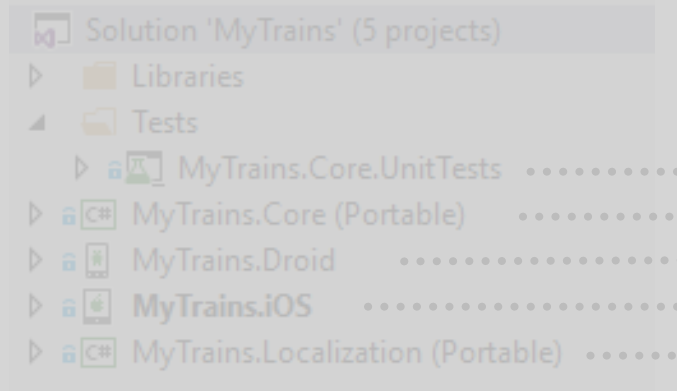 Solution 'MyTrains' (5 projects)
Libraries
Tests
MyTrains.Core.UnitTests
C# MyTrains.Core (Portable)
MyTrains.Droid
MyTrains.iOS
C# MyTrains.Localization (Portable)